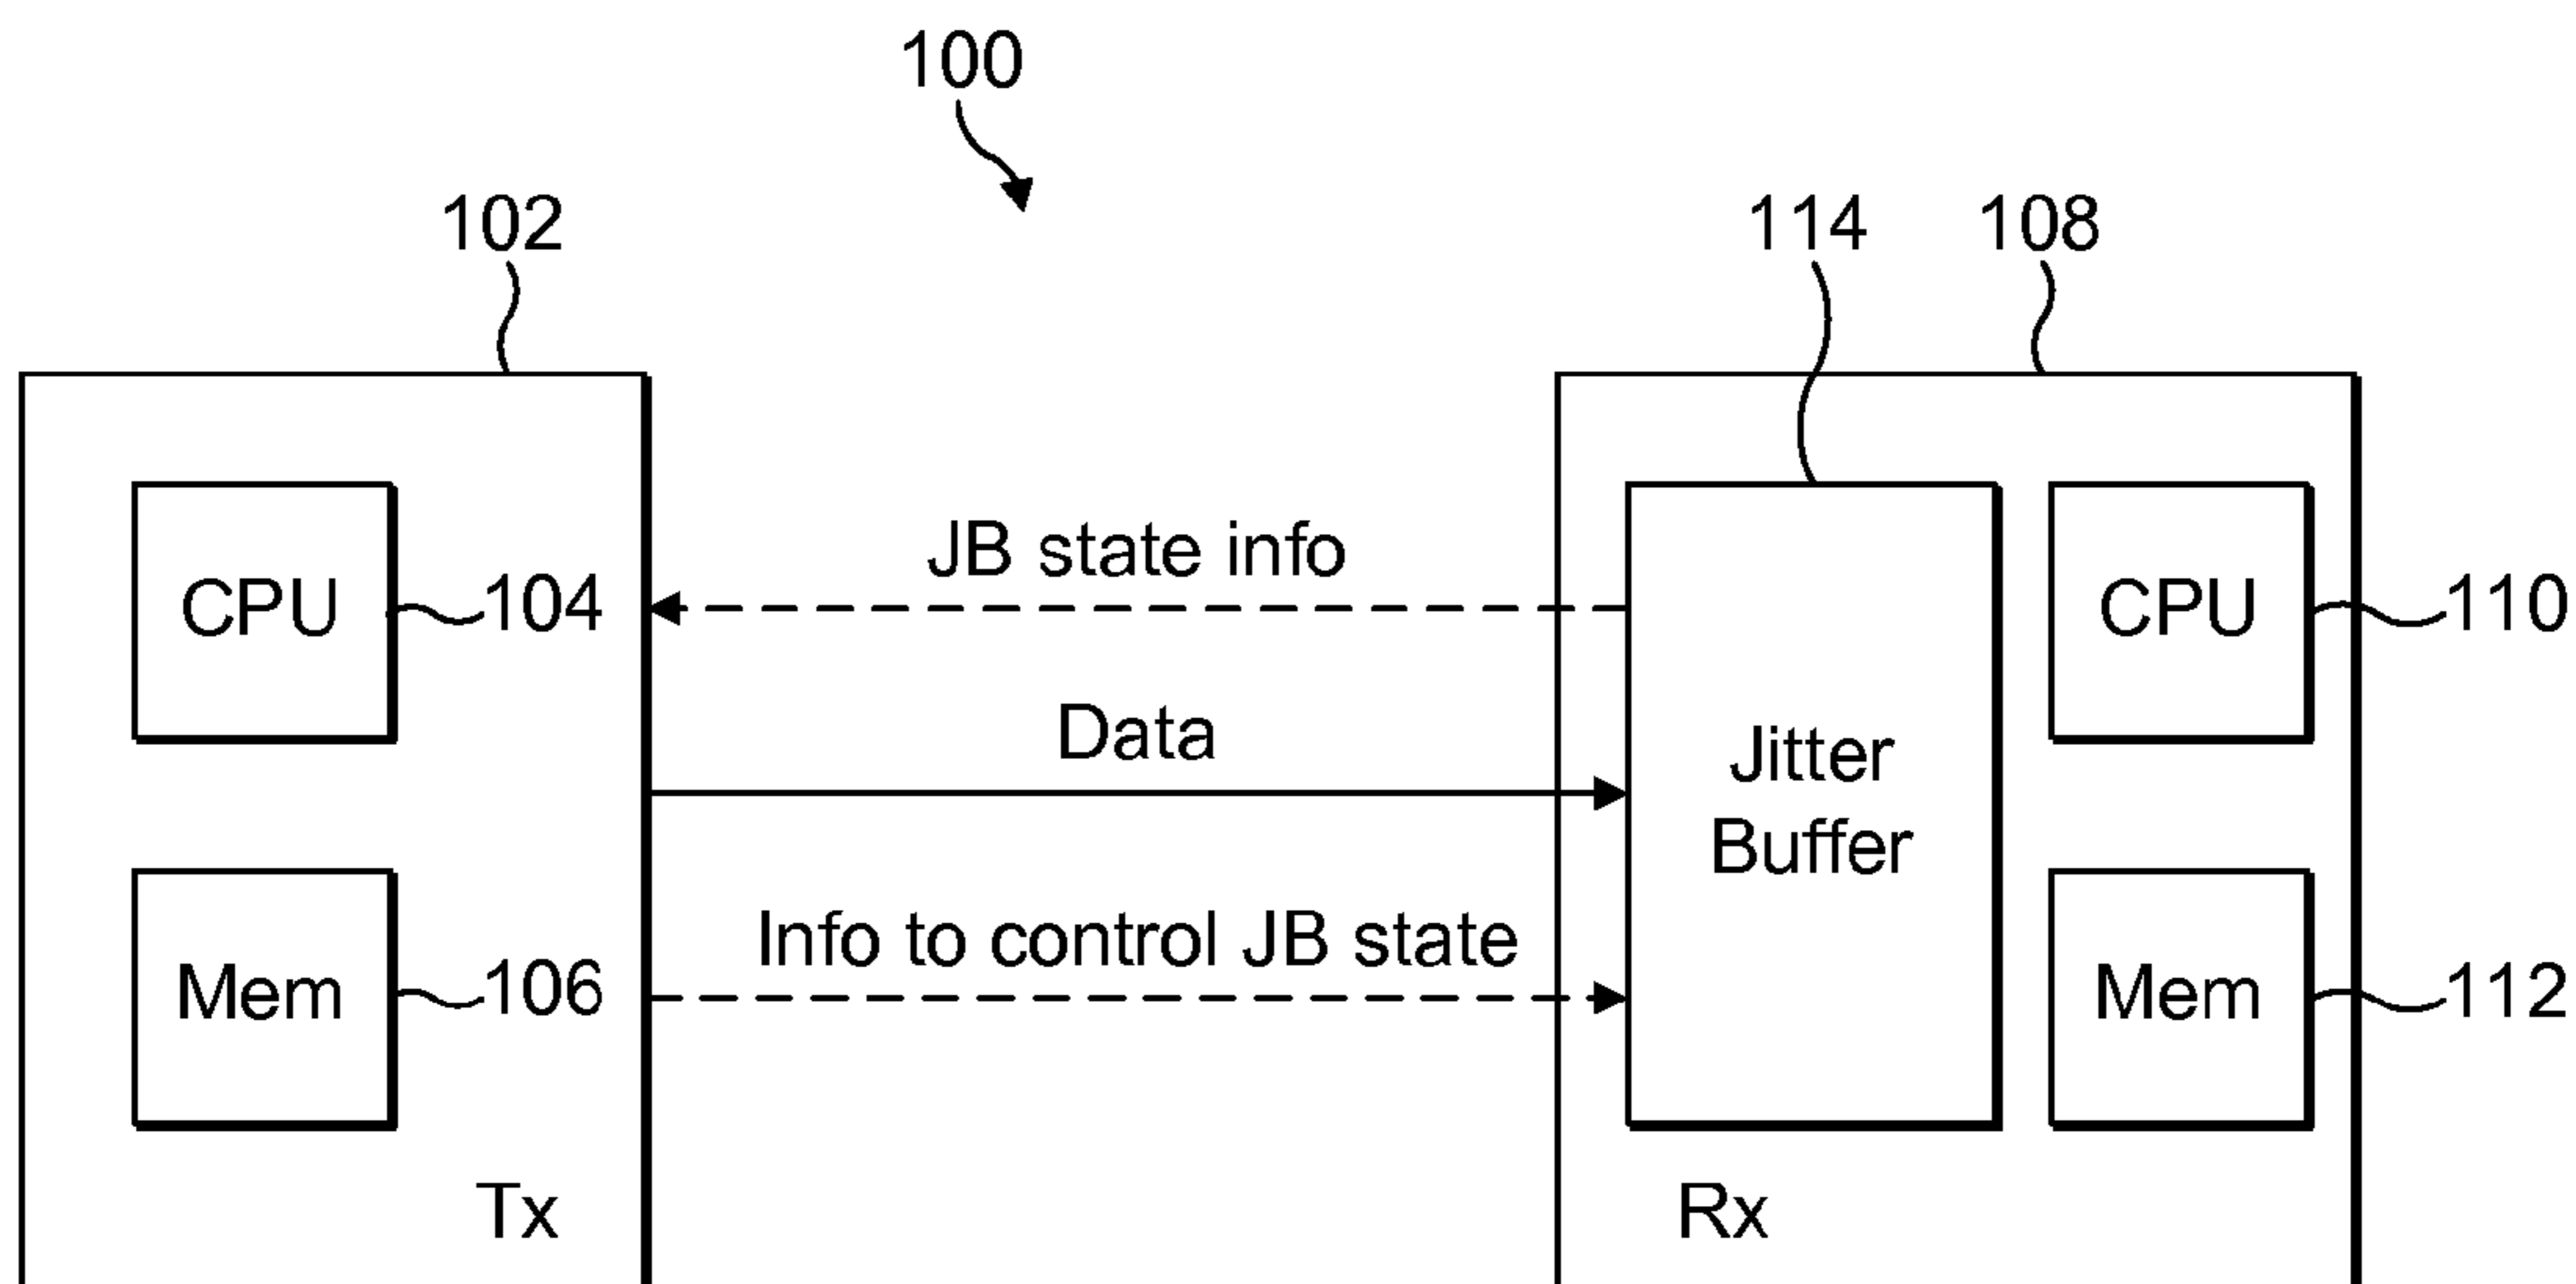 100
102
114 108
JB state info
CPU 104
CPU 110
Data
Jitter
Buffer
Info to control JB state
Mem 106
Mem 112
Tx
Rx